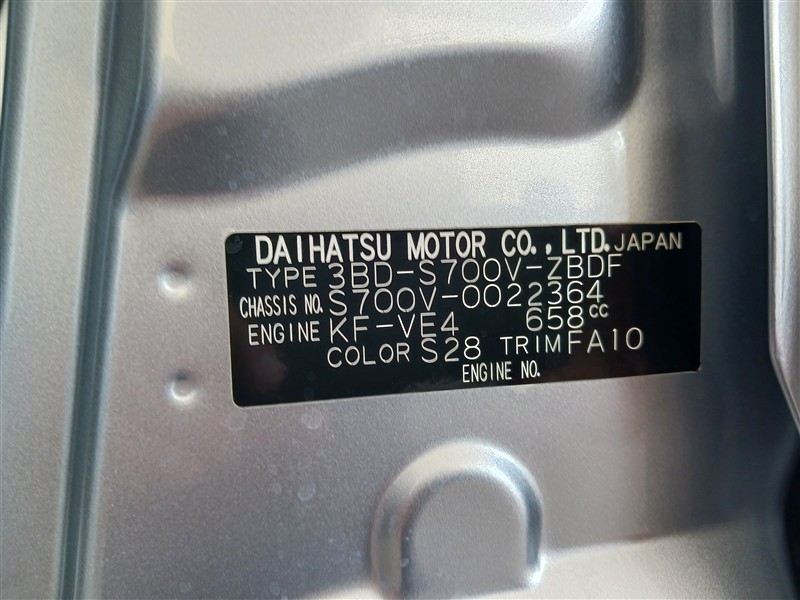 DAIHATSU MOTOR CO.,LTD. JAPAN
TYPE 3BD-S700V-ZBDF
CHASSIS NO. S700V-0022364
ENGINE KF-VE4 658cc
COLOR S28 TRIM FA10
ENGINE NO.